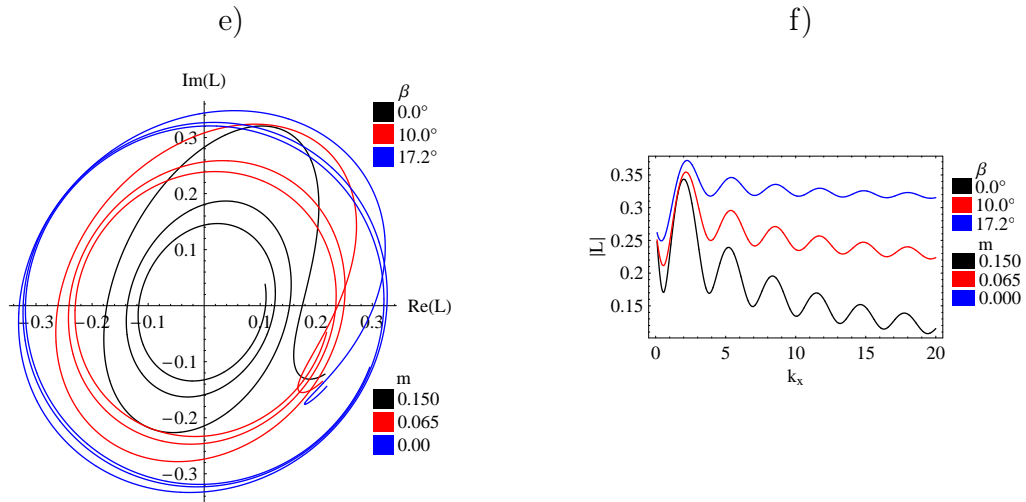 e)
f)
Im(L)
β
0.0°
10.0°
17.2°
0.3
0.2
0.1
−0.3 −0.2 −0.1 0.1 0.2 0.3 Re(L)
−0.1
−0.2
−0.3
m
0.150
0.065
0.00
|L|
0.35
0.3
0.25
0.2
0.15
0 5 10 15 20
k_x
β
0.0°
10.0°
17.2°
m
0.150
0.065
0.000